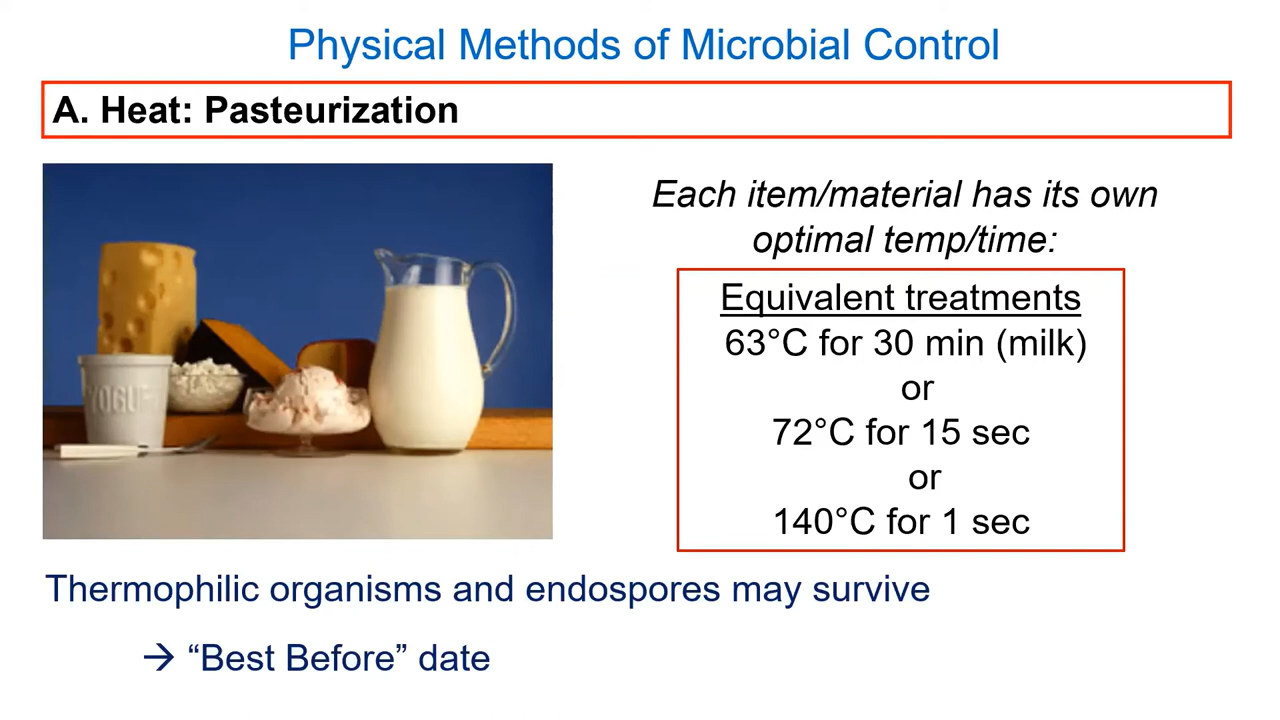 Physical Methods of Microbial Control
A. Heat: Pasteurization
Each item/material has its own
optimal temp/time:
Equivalent treatments
63°C for 30 min (milk)
or
72°C for 15 sec
or
140°C for 1 sec
Thermophilic organisms and endospores may survive
→ “Best Before” date